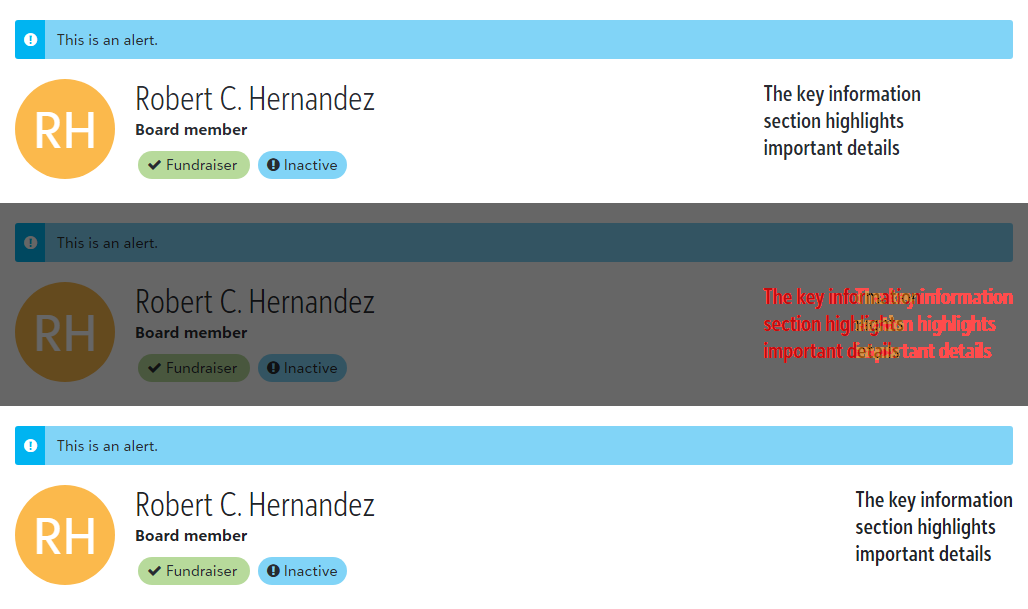 This is an alert.
RH
Robert C. Hernandez
Board member
Fundraiser
Inactive
The key information
section highlights
important details
This is an alert.
RH
Robert C. Hernandez
Board member
Fundraiser
Inactive
The key information
section highlights
important details
The key information
section highlights
important details
This is an alert.
RH
Robert C. Hernandez
Board member
Fundraiser
Inactive
The key information
section highlights
important details